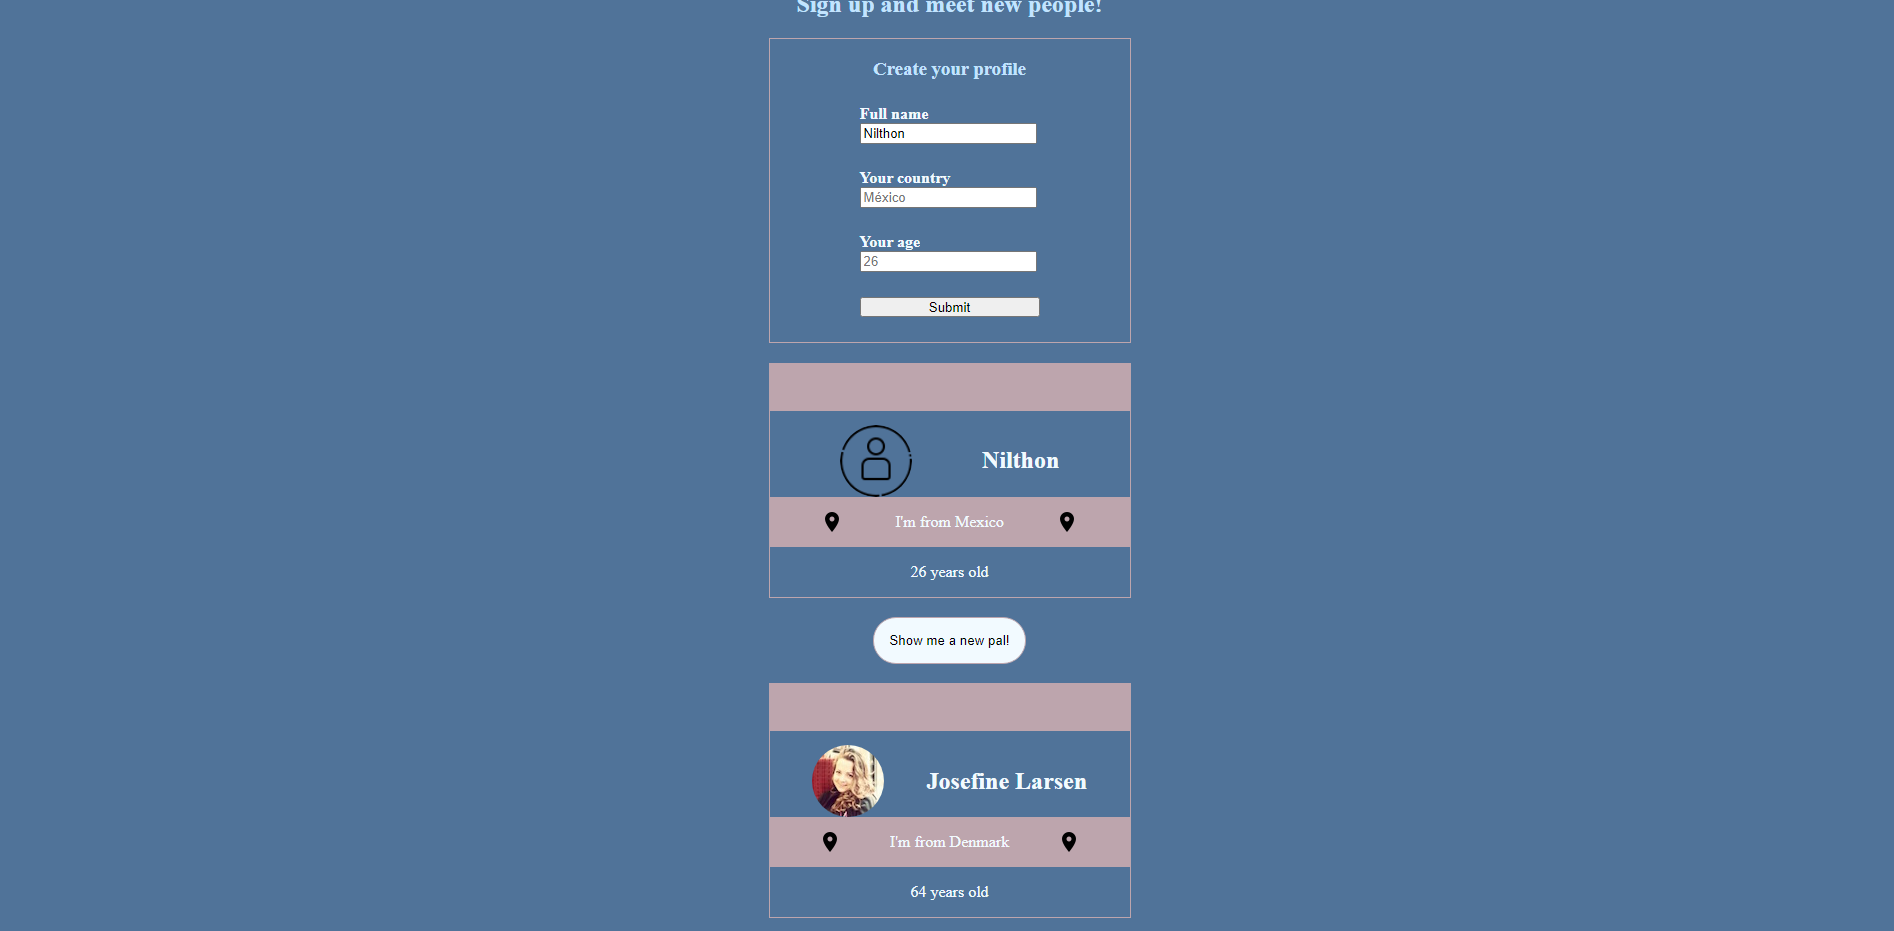 Sign up and meet new people!
Create your profile
Full name
Nilthon
Your country
México
Your age
26
Submit
Nilthon
I'm from Mexico
26 years old
Show me a new pal!
Josefine Larsen
I'm from Denmark
64 years old